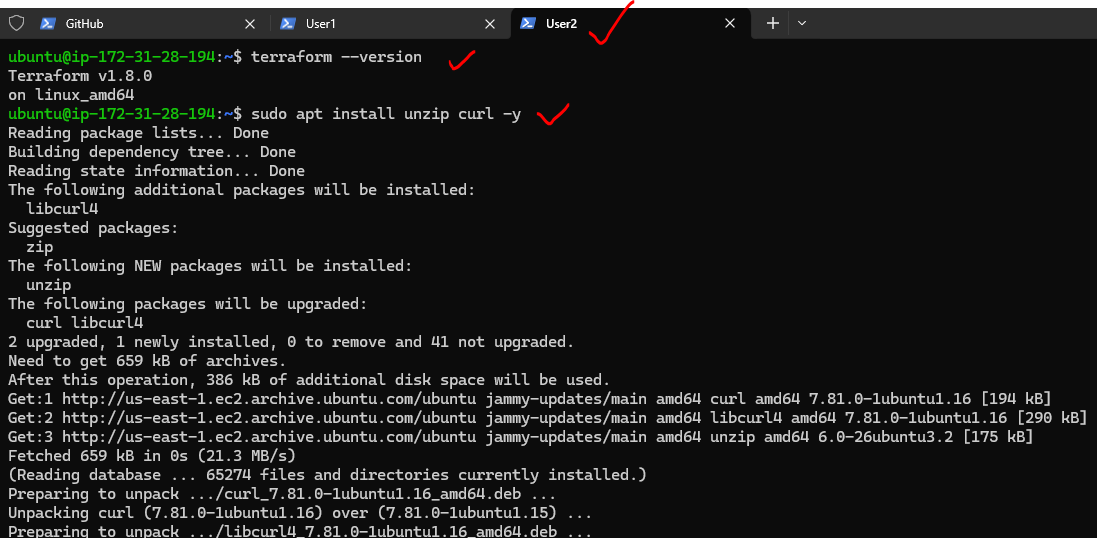 GitHub
User1
User2
ubuntu@ip-172-31-28-194:~$ terraform --version
Terraform v1.8.0
on linux_amd64
ubuntu@ip-172-31-28-194:~$ sudo apt install unzip curl -y
Reading package lists... Done
Building dependency tree... Done
Reading state information... Done
The following additional packages will be installed:
  libcurl4
Suggested packages:
  zip
The following NEW packages will be installed:
  unzip
The following packages will be upgraded:
  curl libcurl4
2 upgraded, 1 newly installed, 0 to remove and 41 not upgraded.
Need to get 659 kB of archives.
After this operation, 386 kB of additional disk space will be used.
Get:1 http://us-east-1.ec2.archive.ubuntu.com/ubuntu jammy-updates/main amd64 curl amd64 7.81.0-1ubuntu1.16 [194 kB]
Get:2 http://us-east-1.ec2.archive.ubuntu.com/ubuntu jammy-updates/main amd64 libcurl4 amd64 7.81.0-1ubuntu1.16 [290 kB]
Get:3 http://us-east-1.ec2.archive.ubuntu.com/ubuntu jammy-updates/main amd64 unzip amd64 6.0-26ubuntu3.2 [175 kB]
Fetched 659 kB in 0s (21.3 MB/s)
(Reading database ... 65274 files and directories currently installed.)
Preparing to unpack .../curl_7.81.0-1ubuntu1.16_amd64.deb ...
Unpacking curl (7.81.0-1ubuntu1.16) over (7.81.0-1ubuntu1.15) ...
Preparing to unpack .../libcurl4_7.81.0-1ubuntu1.16_amd64.deb ...